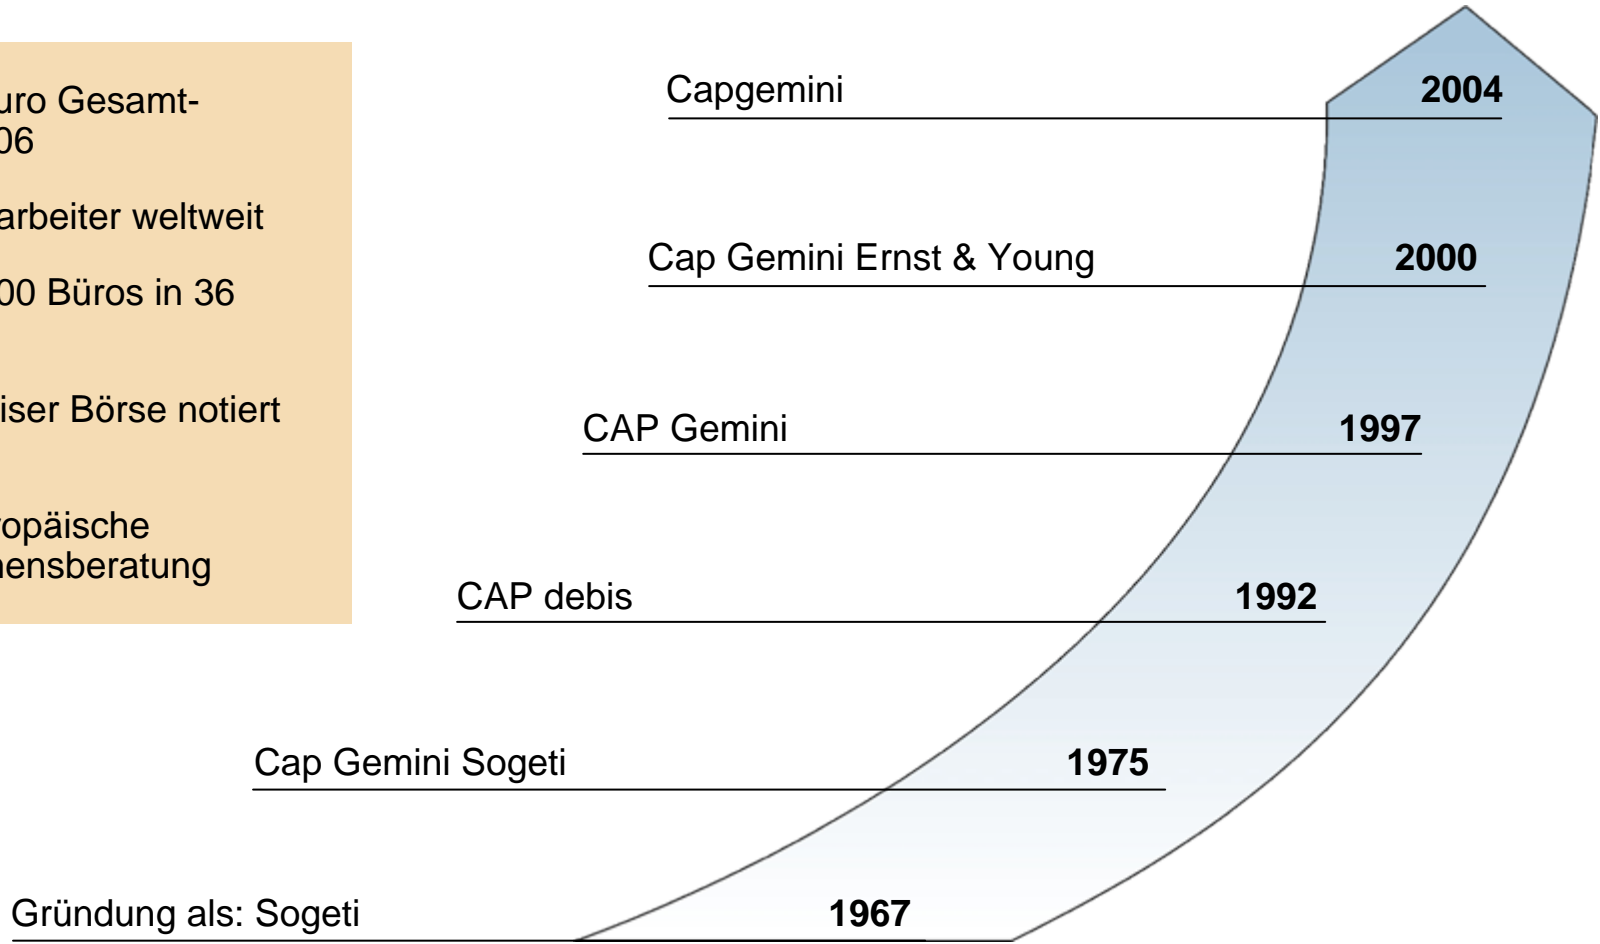 uro Gesamt-
06
arbeiter weltweit
00 Büros in 36
iser Börse notiert
ropäische
nensberatung
Capgemini 2004
Cap Gemini Ernst & Young 2000
CAP Gemini 1997
CAP debis 1992
Cap Gemini Sogeti 1975
Gründung als: Sogeti 1967